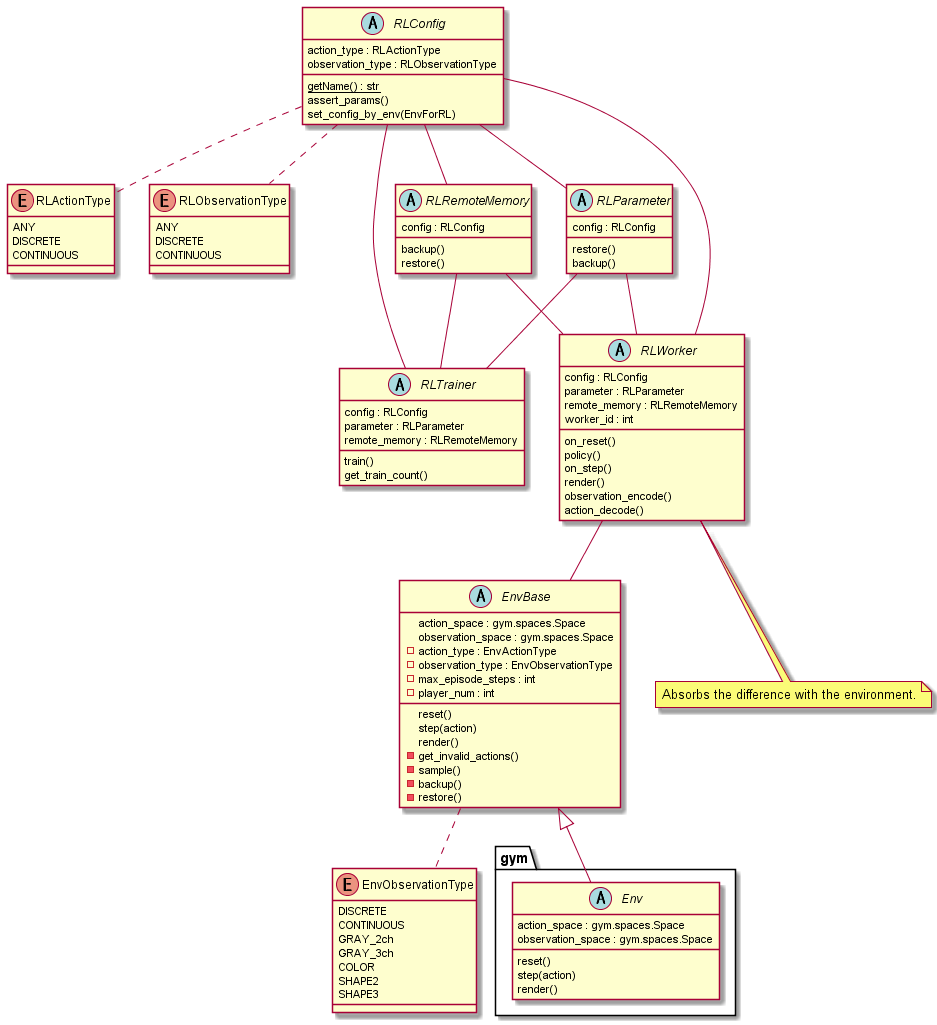 A RLConfig
action_type : RLActionType
observation_type : RLObservationType
getName() : str
assert_params()
set_config_by_env(EnvForRL)
E RLActionType
ANY
DISCRETE
CONTINUOUS
E RLObservationType
ANY
DISCRETE
CONTINUOUS
A RLRemoteMemory
config : RLConfig
backup()
restore()
A RLParameter
config : RLConfig
restore()
backup()
A RLTrainer
config : RLConfig
parameter : RLParameter
remote_memory : RLRemoteMemory
train()
get_train_count()
A RLWorker
config : RLConfig
parameter : RLParameter
remote_memory : RLRemoteMemory
worker_id : int
on_reset()
policy()
on_step()
render()
observation_encode()
action_decode()
A EnvBase
action_space : gym.spaces.Space
observation_space : gym.spaces.Space
action_type : EnvActionType
observation_type : EnvObservationType
max_episode_steps : int
player_num : int
reset()
step(action)
render()
get_invalid_actions()
sample()
backup()
restore()
Absorbs the difference with the environment.
E EnvObservationType
DISCRETE
CONTINUOUS
GRAY_2ch
GRAY_3ch
COLOR
SHAPE2
SHAPE3
gym
A Env
action_space : gym.spaces.Space
observation_space : gym.spaces.Space
reset()
step(action)
render()